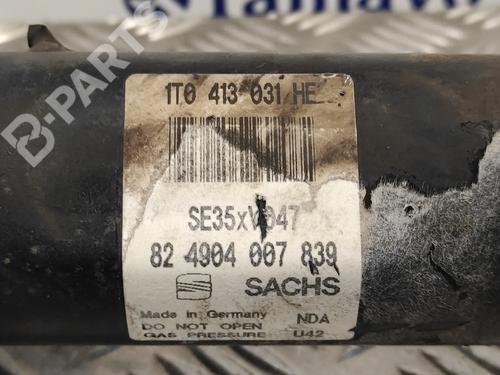 1T0 413 031 HE
SE35xV047
82 4904 007 839
SACHS
Made in Germany NDA
DO NOT OPEN
GAS PRESSURE U42